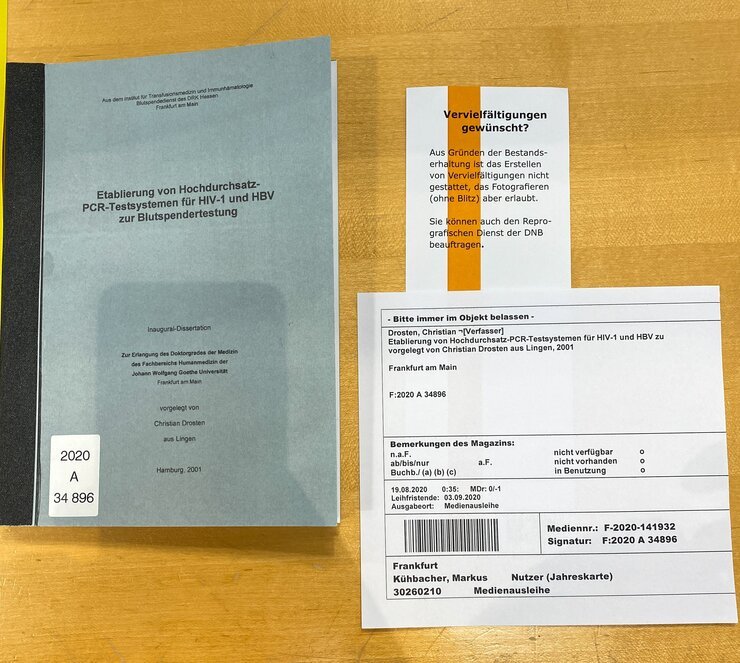 Aus dem Institut für Transfusionsmedizin und Immunhämatologie
Blutspendedienst des DRK Hessen
Frankfurt am Main
Etablierung von Hochdurchsatz-
PCR-Testsystemen für HIV-1 und HBV
zur Blutspendertestung
Inaugural-Dissertation
Zur Erlangung des Doktorgrades der Medizin
des Fachbereichs Humanmedizin der
Johann Wolfgang Goethe Universität
Frankfurt am Main
vorgelegt von
Christian Drosten
aus Lingen
Hamburg, 2001
2020
A
34 896
Vervielfältigungen
gewünscht?
Aus Gründen der Bestands-
erhaltung ist das Erstellen
von Vervielfältigungen nicht
gestattet, das Fotografieren
(ohne Blitz) aber erlaubt.
Sie können auch den Repro-
grafischen Dienst der DNB
beauftragen.
- Bitte immer im Objekt belassen -
Drosten, Christian ¬[Verfasser]
Etablierung von Hochdurchsatz-PCR-Testsystemen für HIV-1 und HBV zu
vorgelegt von Christian Drosten aus Lingen, 2001
Frankfurt am Main
F:2020 A 34896
Bemerkungen des Magazins:
n.a.F. nicht verfügbar o
ab/bis/nur a.F. nicht vorhanden o
Buchb./ (a) (b) (c) in Benutzung o
19.08.2020 0:35: MDr: 0/-1
Leihfristende: 03.09.2020
Ausgabeort: Medienausleihe
Mediennr.: F-2020-141932
Signatur: F:2020 A 34896
Frankfurt
Kühbacher, Markus Nutzer (Jahreskarte)
30260210 Medienausleihe